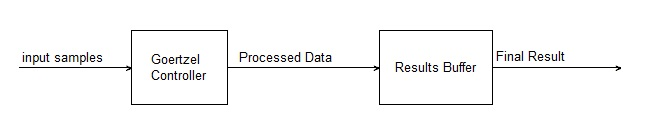 input samples
Goertzel
Controller
Processed Data
Results Buffer
Final Result